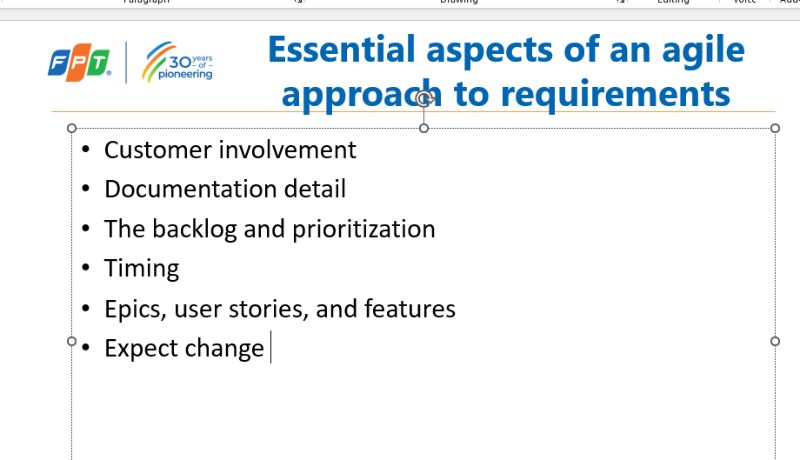 Paragraph
Drawing
Editing
Voice
FPT
30 years
- of -
pioneering
Essential aspects of an agile
approach to requirements
• Customer involvement
• Documentation detail
• The backlog and prioritization
• Timing
• Epics, user stories, and features
• Expect change